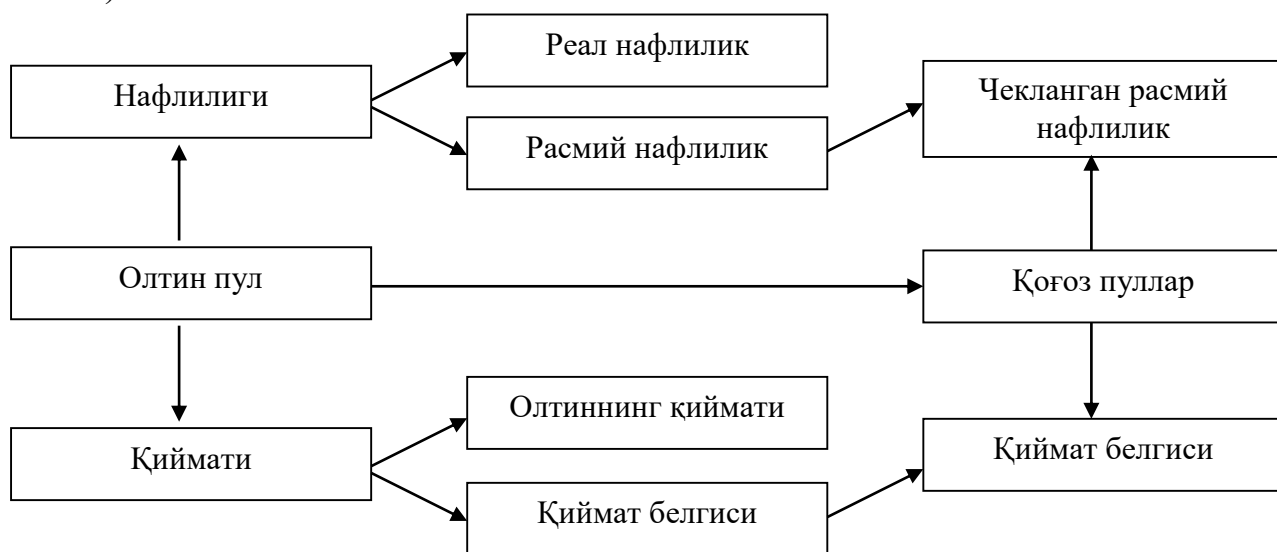 )
Реал нафлилик
Нафлилиги
Чекланган расмий
нафлилик
Расмий нафлилик
Олтин пул
Қоғоз пуллар
Олтиннинг қиймати
Қиймати
Қиймат белгиси
Қиймат белгиси